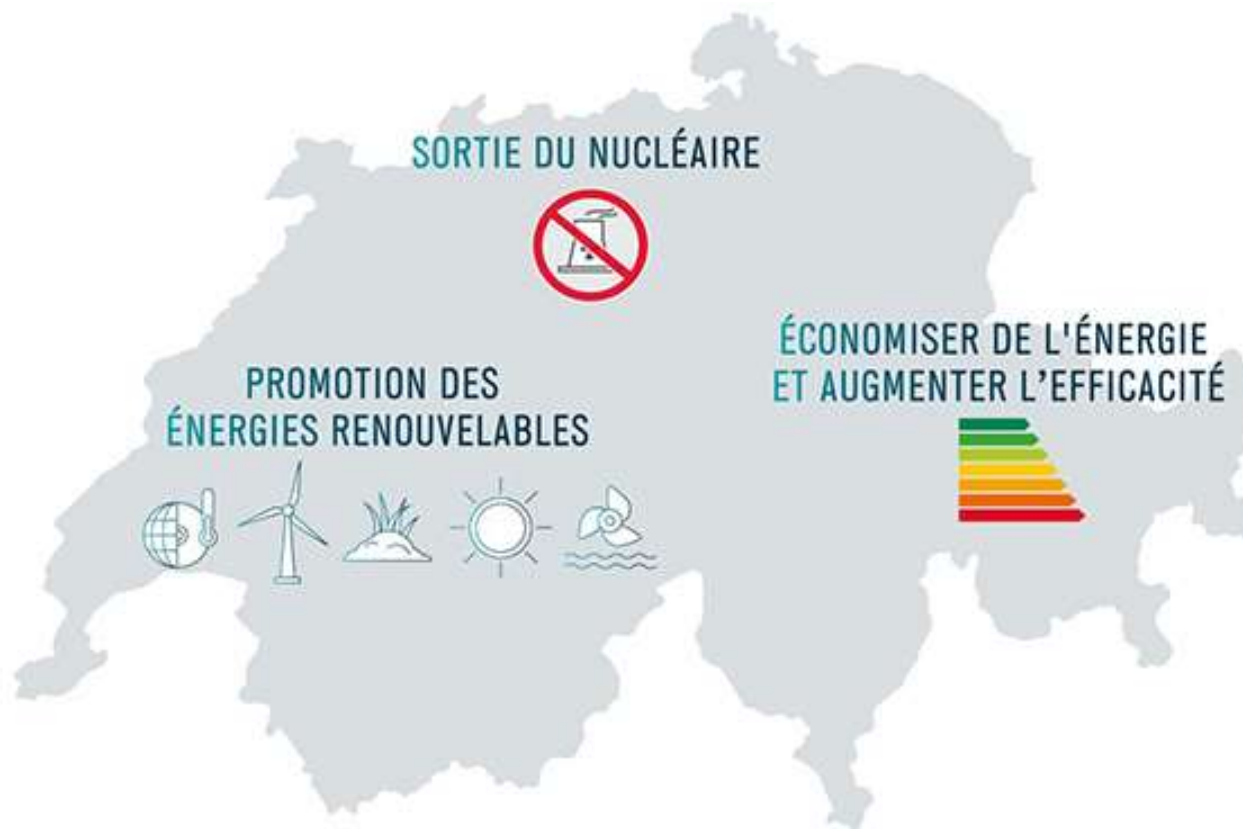 SORTIE DU NUCLÉAIRE
PROMOTION DES
ÉNERGIES RENOUVELABLES
ÉCONOMISER DE L'ÉNERGIE
ET AUGMENTER L’EFFICACITÉ